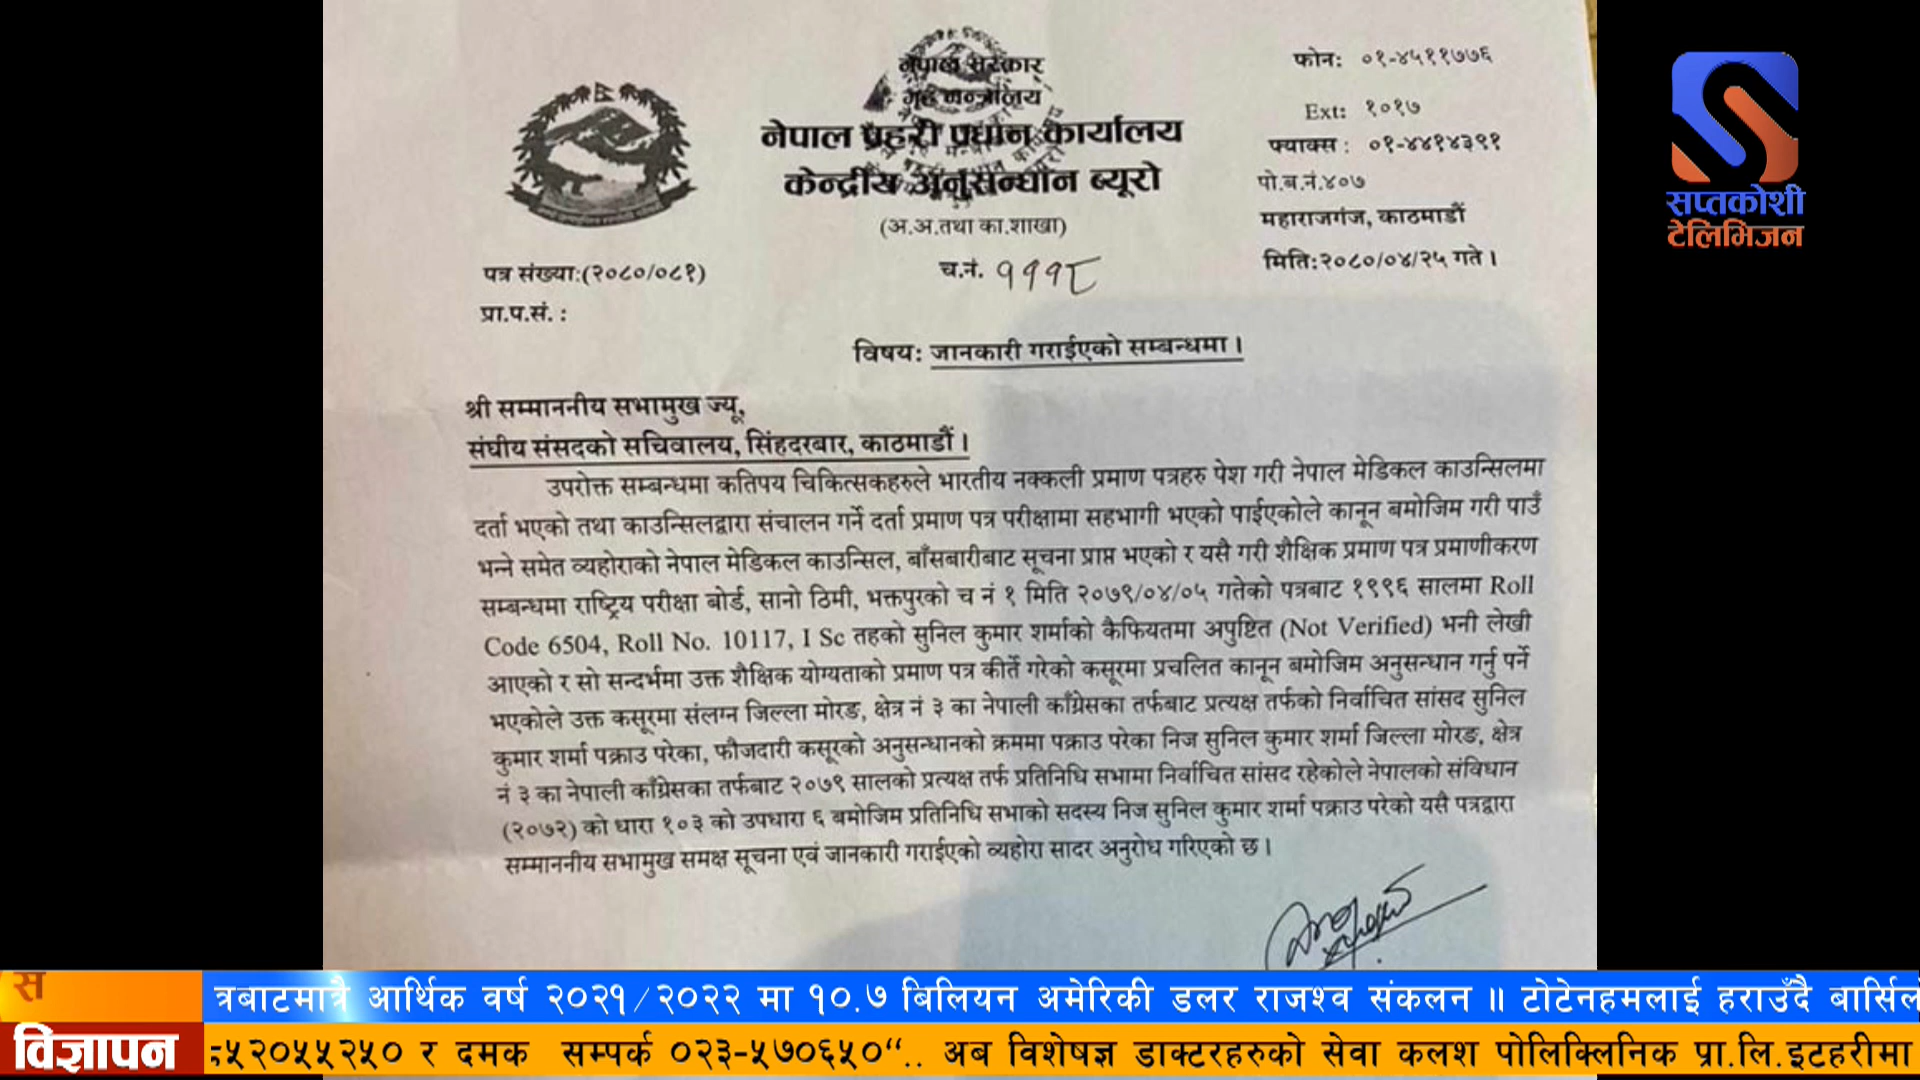 नेपाल सरकार
गृह मन्त्रालय
नेपाल प्रहरी प्रधान कार्यालय
केन्द्रीय अनुसन्धान ब्यूरो
(अ.अ.तथा का.शाखा)
फोन: ०१-४५११७७६
Ext: १०१७
फ्याक्स : ०१-४४१४३९१
पो.ब.नं.४०७
महाराजगंज, काठमाडौं
मिति:२०८०/०४/२५ गते ।
पत्र संख्या:(२०८०/०८१)
च.नं. १११८
प्रा.प.सं. :
विषय: जानकारी गराईएको सम्बन्धमा ।
श्री सम्माननीय सभामुख ज्यू,
संघीय संसदको सचिवालय, सिंहदरबार, काठमाडौं ।
उपरोक्त सम्बन्धमा कतिपय चिकित्सकहरुले भारतीय नक्कली प्रमाण पत्रहरु पेश गरी नेपाल मेडिकल काउन्सिलमा
दर्ता भएको तथा काउन्सिलद्वारा संचालन गर्ने दर्ता प्रमाण पत्र परीक्षामा सहभागी भएको पाईएकोले कानून बमोजिम गरी पाउँ
भन्ने समेत व्यहोराको नेपाल मेडिकल काउन्सिल, बाँसबारीबाट सूचना प्राप्त भएको र यसै गरी शैक्षिक प्रमाण पत्र प्रमाणीकरण
सम्बन्धमा राष्ट्रिय परीक्षा बोर्ड, सानो ठिमी, भक्तपुरको च नं १ मिति २०७९/०४/०५ गतेको पत्रबाट १९९६ सालमा Roll
Code 6504, Roll No. 10117, I Sc तहको सुनिल कुमार शर्माको कैफियतमा अपुष्टित (Not Verified) भनी लेखी
आएको र सो सन्दर्भमा उक्त शैक्षिक योग्यताको प्रमाण पत्र कीर्ते गरेको कसूरमा प्रचलित कानून बमोजिम अनुसन्धान गर्नु पर्ने
भएकोले उक्त कसूरमा संलग्न जिल्ला मोरङ, क्षेत्र नं ३ का नेपाली काँग्रेसका तर्फबाट प्रत्यक्ष तर्फको निर्वाचित सांसद सुनिल
कुमार शर्मा पक्राउ परेका, फौजदारी कसूरको अनुसन्धानको क्रममा पक्राउ परेका निज सुनिल कुमार शर्मा जिल्ला मोरङ, क्षेत्र
नं ३ का नेपाली काँग्रेसका तर्फबाट २०७९ सालको प्रत्यक्ष तर्फ प्रतिनिधि सभामा निर्वाचित सांसद रहेकोले नेपालको संविधान
(२०७२) को धारा १०३ को उपधारा ६ बमोजिम प्रतिनिधि सभाको सदस्य निज सुनिल कुमार शर्मा पक्राउ परेको यसै पत्रद्वारा
सम्माननीय सभामुख समक्ष सूचना एवं जानकारी गराईएको व्यहोरा सादर अनुरोध गरिएको छ ।
सप्तकोशी
टेलिभिजन
स
त्रबाटमात्रै आर्थिक वर्ष २०२१/२०२२ मा १०.७ बिलियन अमेरिकी डलर राजश्व संकलन ॥ टोटेनहमलाई हराउँदै बार्सिलो
विज्ञापन
५२०५५२५० र दमक सम्पर्क ०२३-५७०६५०“.. अब विशेषज्ञ डाक्टरहरुको सेवा कलश पोलिक्लिनिक प्रा.लि.इटहरीमा